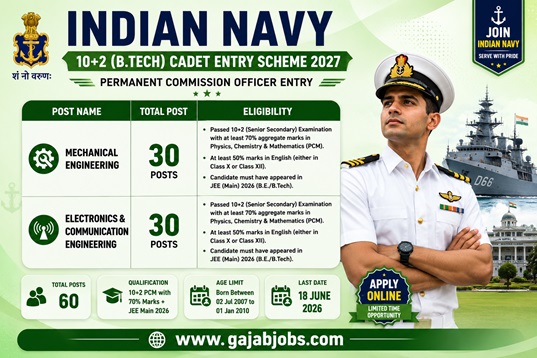 INDIAN NAVY
10+2 (B.TECH) CADET ENTRY SCHEME 2027
PERMANENT COMMISSION OFFICER ENTRY
शं नो वरुणः
JOIN
INDIAN NAVY
SERVE WITH PRIDE
POST NAME
TOTAL POST
ELIGIBILITY
MECHANICAL
ENGINEERING
30
POSTS
• Passed 10+2 (Senior Secondary) Examination
with at least 70% aggregate marks in
Physics, Chemistry & Mathematics (PCM).
• At least 50% marks in English (either in
Class X or Class XII).
• Candidate must have appeared in
JEE (Main) 2026 (B.E./B.Tech).
ELECTRONICS &
COMMUNICATION
ENGINEERING
30
POSTS
• Passed 10+2 (Senior Secondary) Examination
with at least 70% aggregate marks in
Physics, Chemistry & Mathematics (PCM).
• At least 50% marks in English (either in
Class X or Class XII).
• Candidate must have appeared in
JEE (Main) 2026 (B.E./B.Tech).
D66
TOTAL POSTS
60
QUALIFICATION
10+2 PCM with
70% Marks +
JEE Main 2026
AGE LIMIT
Born Between
02 Jul 2007 to
01 Jan 2010
LAST DATE
18 JUNE
2026
APPLY
ONLINE
LIMITED TIME
OPPORTUNITY
www.gajabjobs.com